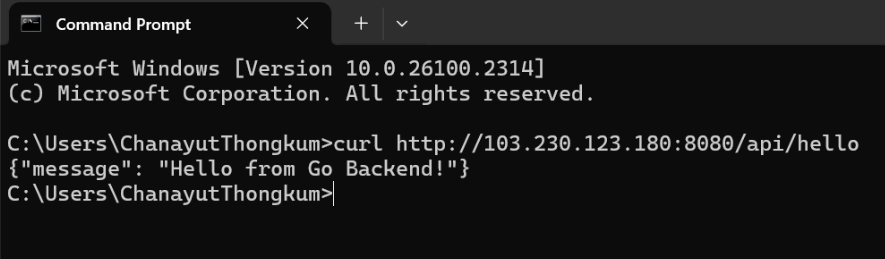 Command Prompt
Microsoft Windows [Version 10.0.26100.2314]
(c) Microsoft Corporation. All rights reserved.
C:\Users\ChanayutThongkum>curl http://103.230.123.180:8080/api/hello
{"message": "Hello from Go Backend!"}
C:\Users\ChanayutThongkum>